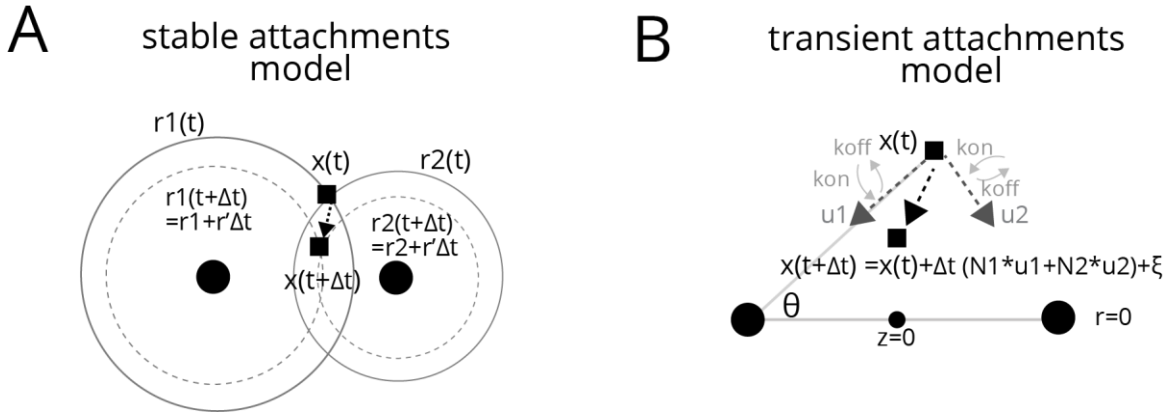 A
stable attachments
model
r1(t)
x(t)
r2(t)
r1(t+Δt)
=r1+r'Δt
r2(t+Δt)
=r2+r'Δt
x(t+Δt)
B
transient attachments
model
koff
x(t)
kon
kon
koff
u1
u2
x(t+Δt) =x(t)+Δt (N1*u1+N2*u2)+ξ
θ
r=0
z=0